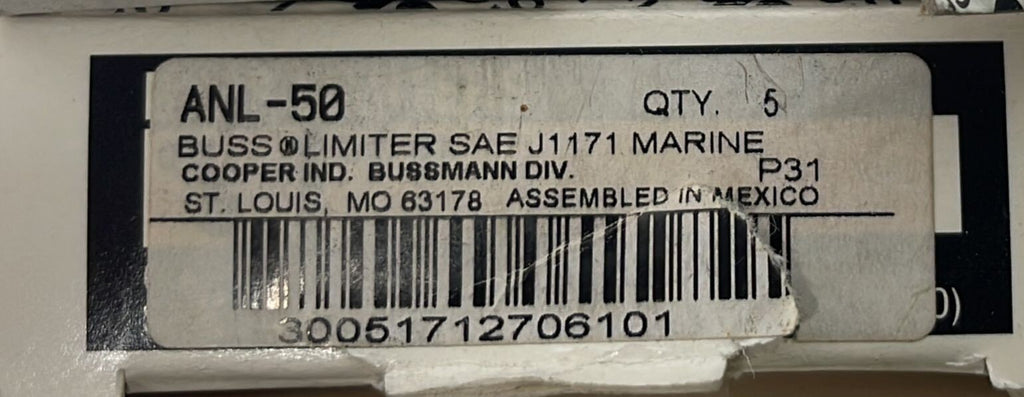 ANL-50 QTY. 5
BUSS® LIMITER SAE J1171 MARINE
COOPER IND. BUSSMANN DIV. P31
ST. LOUIS, MO 63178 ASSEMBLED IN MEXICO
30051712706101
0)